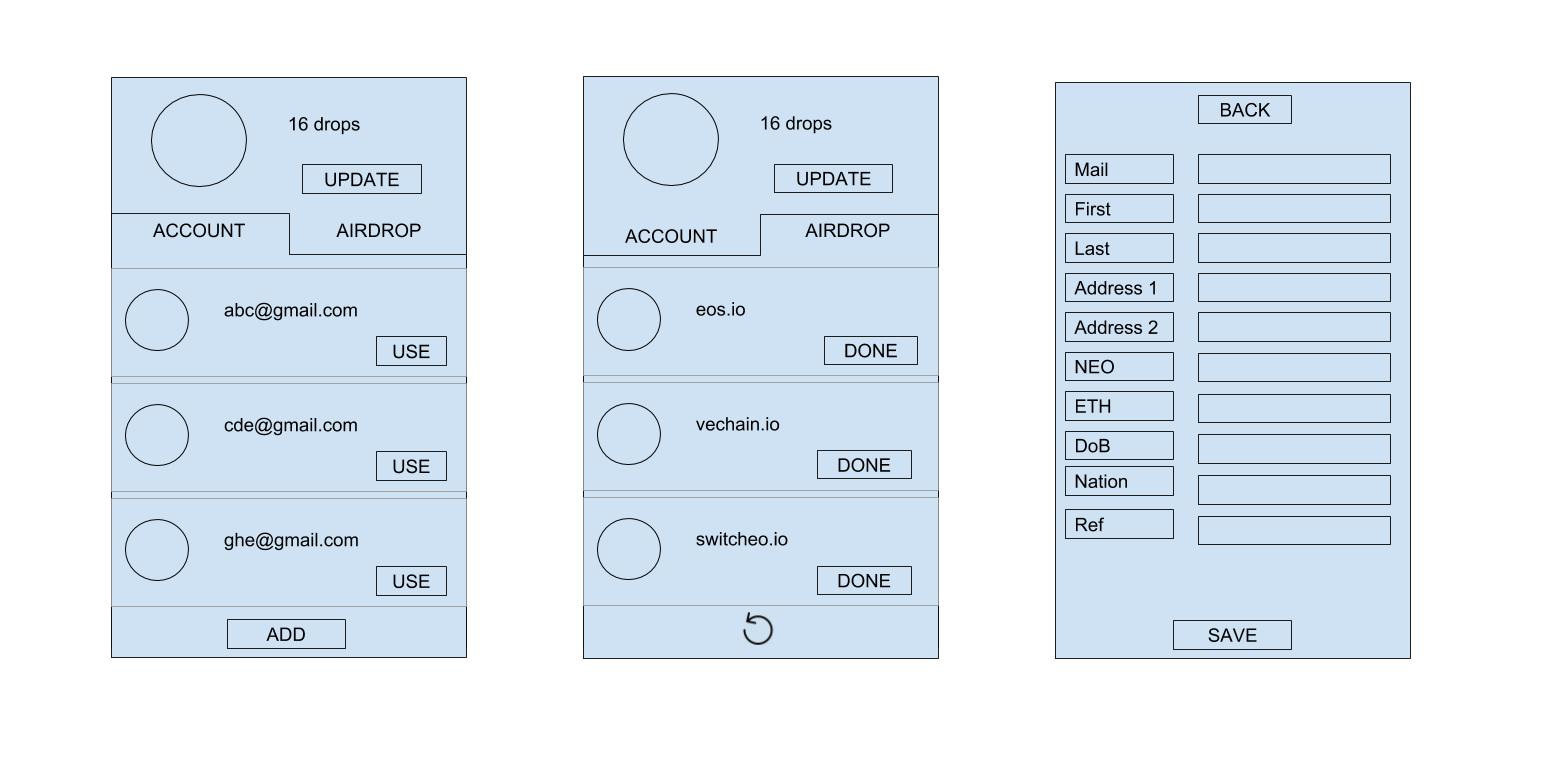 16 drops
UPDATE
ACCOUNT AIRDROP
abc@gmail.com
USE
cde@gmail.com
USE
ghe@gmail.com
USE
ADD
16 drops
UPDATE
ACCOUNT AIRDROP
eos.io
DONE
vechain.io
DONE
switcheo.io
DONE
BACK
Mail
First
Last
Address 1
Address 2
NEO
ETH
DoB
Nation
Ref
SAVE